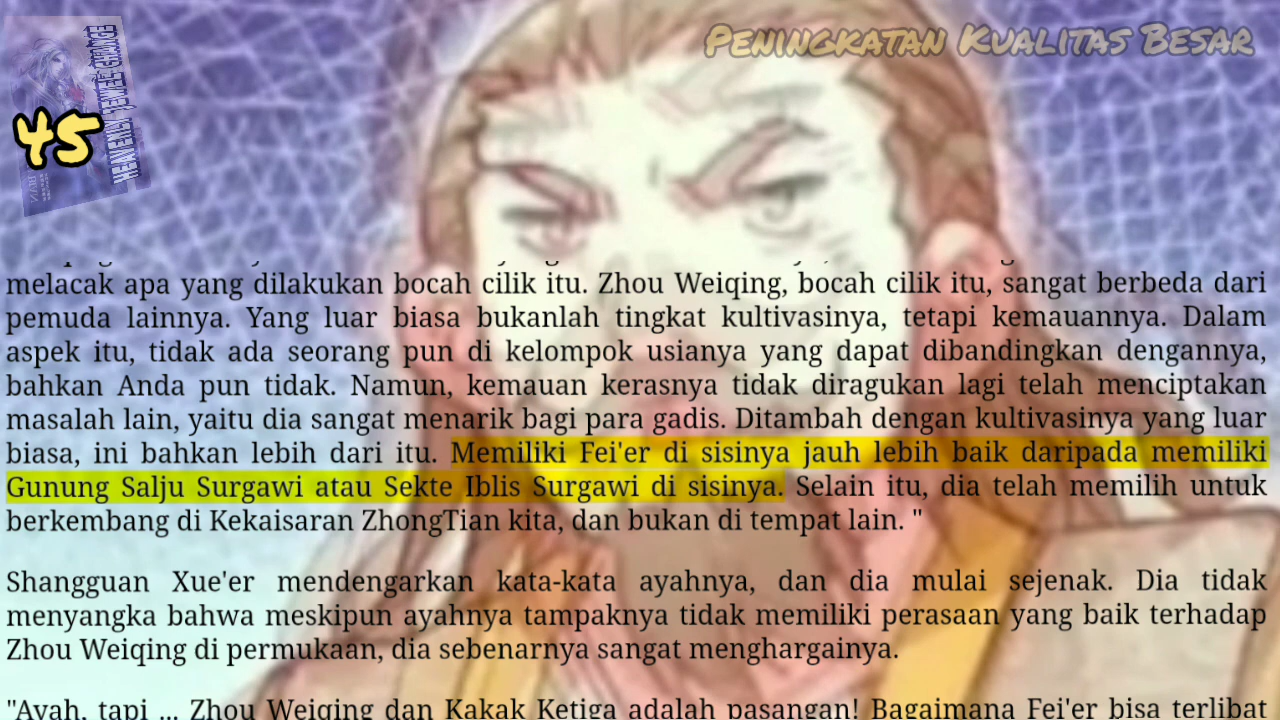 Peningkatan Kualitas Besar
HEAVENLY JEWEL CHANGE
45
melacak apa yang dilakukan bocah cilik itu. Zhou Weiqing, bocah cilik itu, sangat berbeda dari
pemuda lainnya. Yang luar biasa bukanlah tingkat kultivasinya, tetapi kemauannya. Dalam
aspek itu, tidak ada seorang pun di kelompok usianya yang dapat dibandingkan dengannya,
bahkan Anda pun tidak. Namun, kemauan kerasnya tidak diragukan lagi telah menciptakan
masalah lain, yaitu dia sangat menarik bagi para gadis. Ditambah dengan kultivasinya yang luar
biasa, ini bahkan lebih dari itu. Memiliki Fei'er di sisinya jauh lebih baik daripada memiliki
Gunung Salju Surgawi atau Sekte Iblis Surgawi di sisinya. Selain itu, dia telah memilih untuk
berkembang di Kekaisaran ZhongTian kita, dan bukan di tempat lain. "
Shangguan Xue'er mendengarkan kata-kata ayahnya, dan dia mulai sejenak. Dia tidak
menyangka bahwa meskipun ayahnya tampaknya tidak memiliki perasaan yang baik terhadap
Zhou Weiqing di permukaan, dia sebenarnya sangat menghargainya.
"Ayah, tapi ... Zhou Weiqing dan Kakak Ketiga adalah pasangan! Bagaimana Fei'er bisa terlibat